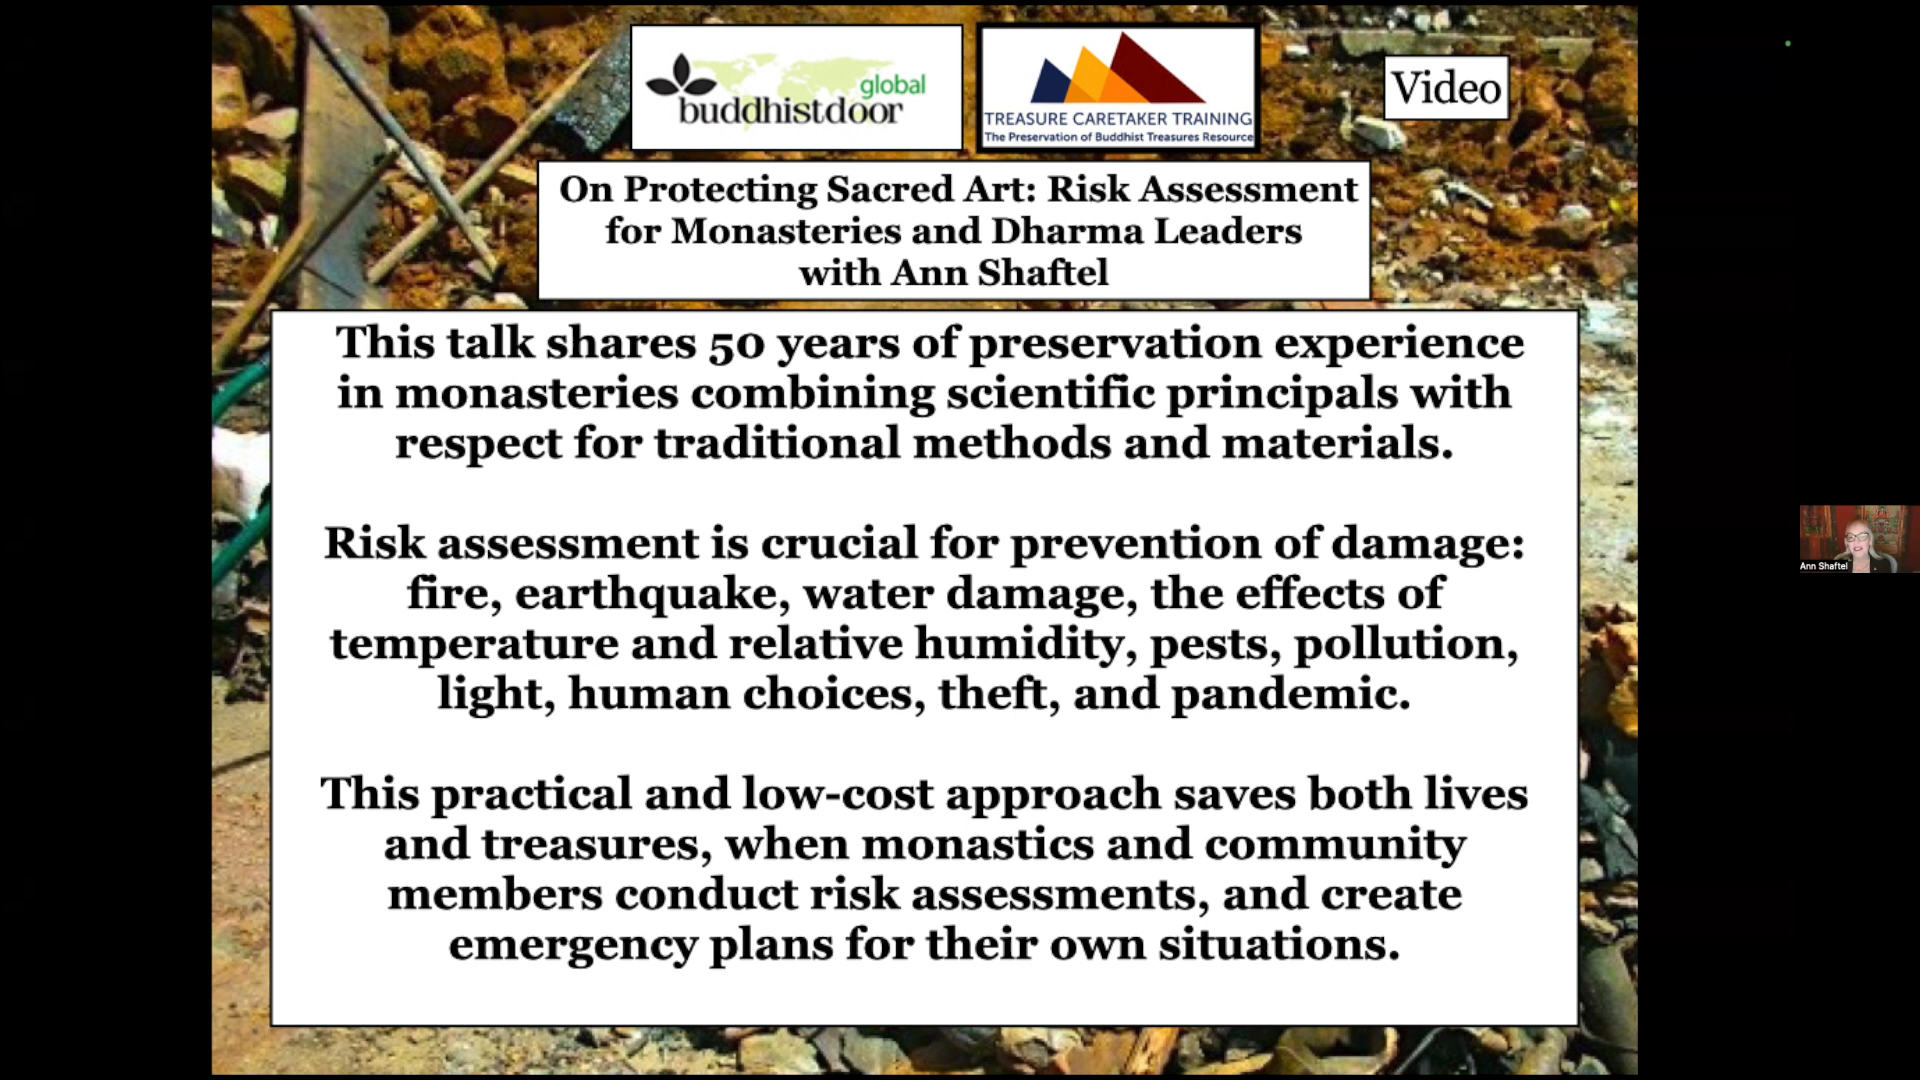 global
buddhistdoor
TREASURE CARETAKER TRAINING
The Preservation of Buddhist Treasures Resource
Video
On Protecting Sacred Art: Risk Assessment
for Monasteries and Dharma Leaders
with Ann Shaftel
This talk shares 50 years of preservation experience
in monasteries combining scientific principals with
respect for traditional methods and materials.
Risk assessment is crucial for prevention of damage:
fire, earthquake, water damage, the effects of
temperature and relative humidity, pests, pollution,
light, human choices, theft, and pandemic.
This practical and low-cost approach saves both lives
and treasures, when monastics and community
members conduct risk assessments, and create
emergency plans for their own situations.
Ann Shaftel